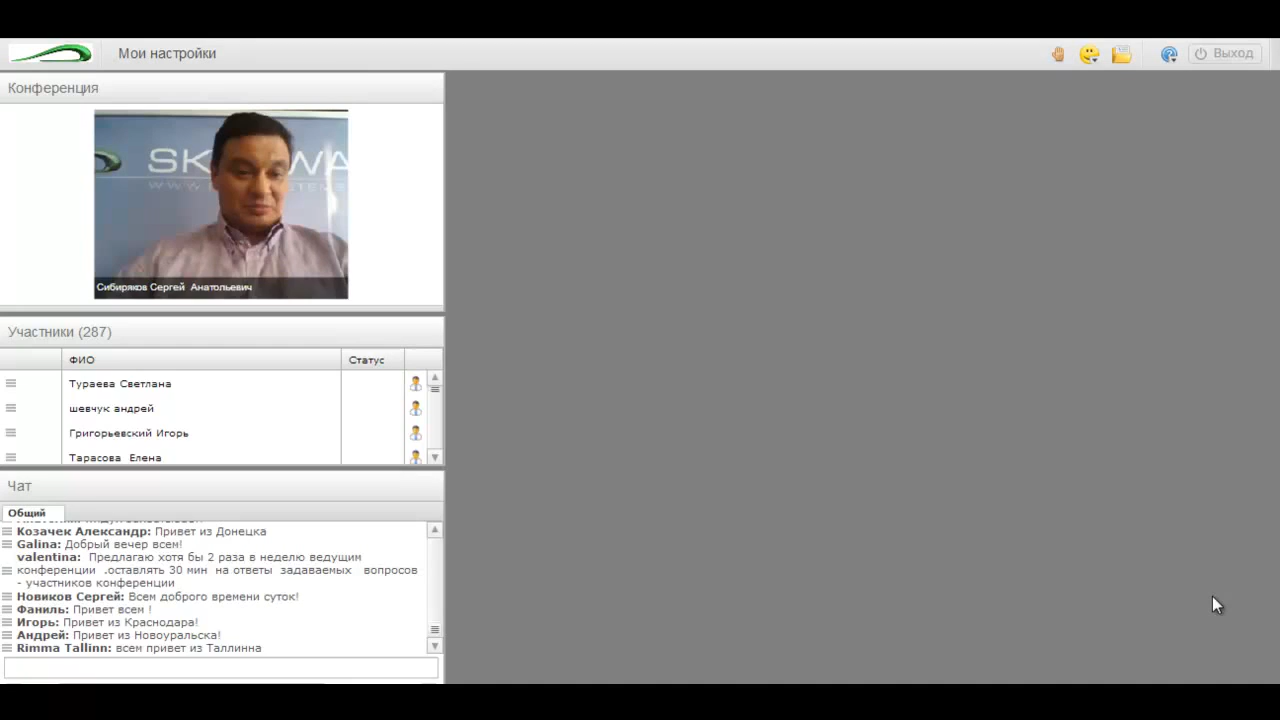 Мои настройки
Выход
Конференция
SK WA
WWW
Сибиряков Сергей Анатольевич
Участники (287)
ФИО
Статус
Тураева Светлана
шевчук андрей
Григорьевский Игорь
Тарасова Елена
Чат
Общий
Козачек Александр: Привет из Донецка
Galina: Добрый вечер всем!
valentina: Предлагаю хотя бы 2 раза в неделю ведущим
конференции .оставлять 30 мин на ответы задаваемых вопросов
- участников конференции
Новиков Сергей: Всем доброго времени суток!
Фаниль: Привет всем !
Игорь: Привет из Краснодара!
Андрей: Привет из Новоуральска!
Rimma Tallinn: всем привет из Таллинна